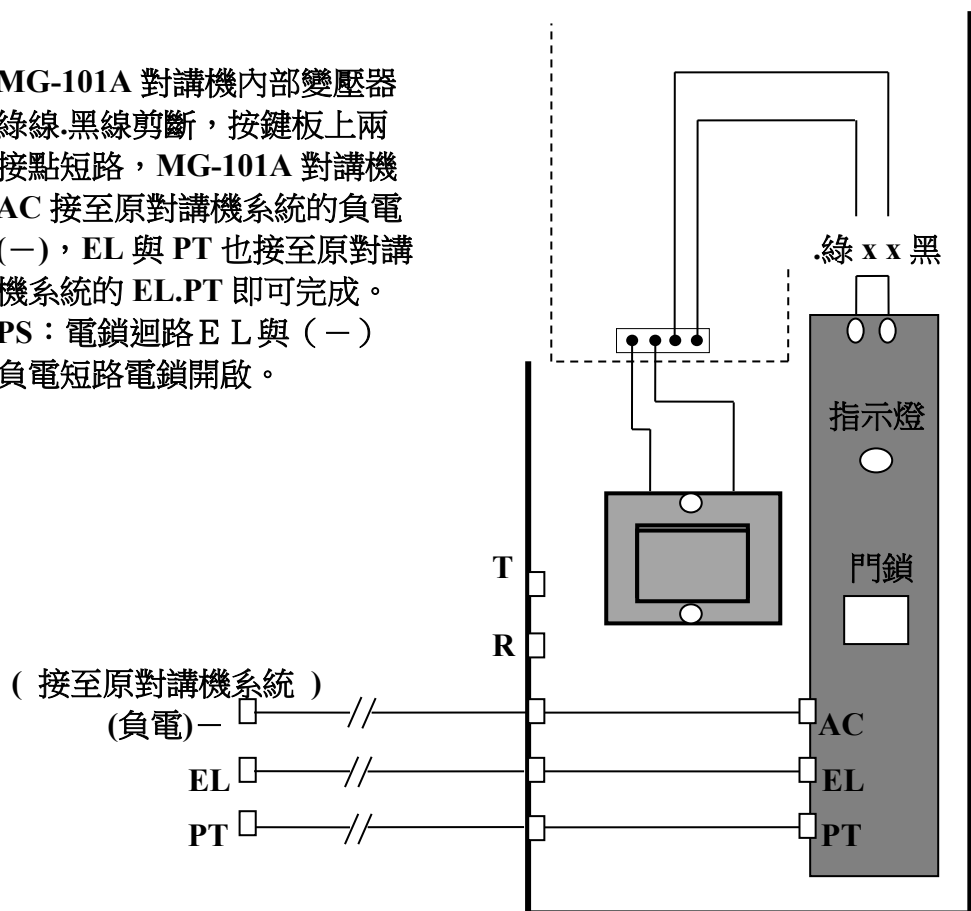 MG-101A 對講機內部變壓器
綠線.黑線剪斷，按鍵板上兩
接點短路，MG-101A 對講機
AC 接至原對講機系統的負電
(－)，EL 與 PT 也接至原對講
機系統的 EL.PT 即可完成。
PS：電鎖迴路ＥＬ與（－）
負電短路電鎖開啟。
.綠 x x 黑
指示燈
門鎖
T
R
( 接至原對講機系統 )
(負電)－
AC
EL
EL
PT
PT